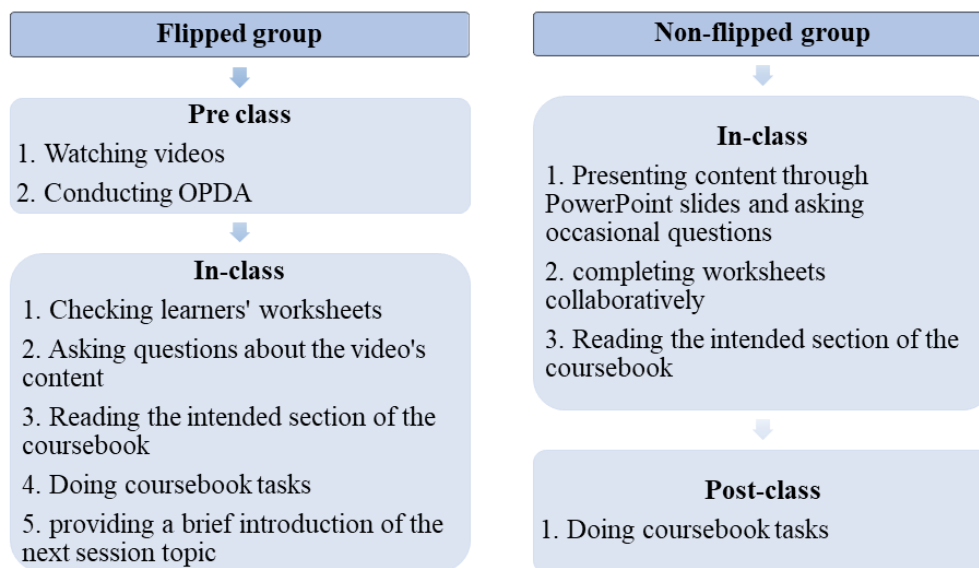 Flipped group
Pre class
1. Watching videos
2. Conducting OPDA
In-class
1. Checking learners' worksheets
2. Asking questions about the video's
content
3. Reading the intended section of the
coursebook
4. Doing coursebook tasks
5. providing a brief introduction of the
next session topic
Non-flipped group
In-class
1. Presenting content through
PowerPoint slides and asking
occasional questions
2. completing worksheets
collaboratively
3. Reading the intended section of the
coursebook
Post-class
1. Doing coursebook tasks